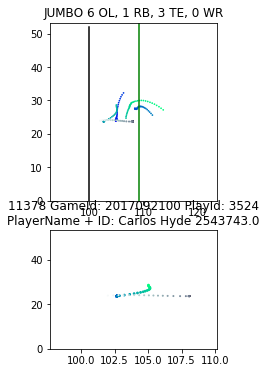 JUMBO 6 OL, 1 RB, 3 TE, 0 WR
50
40
30
20
10
0
100 110 120
11378 GameId: 2017092100 PlayId: 3524
PlayerName + ID: Carlos Hyde 2543743.0
40
20
0
100.0 102.5 105.0 107.5 110.0